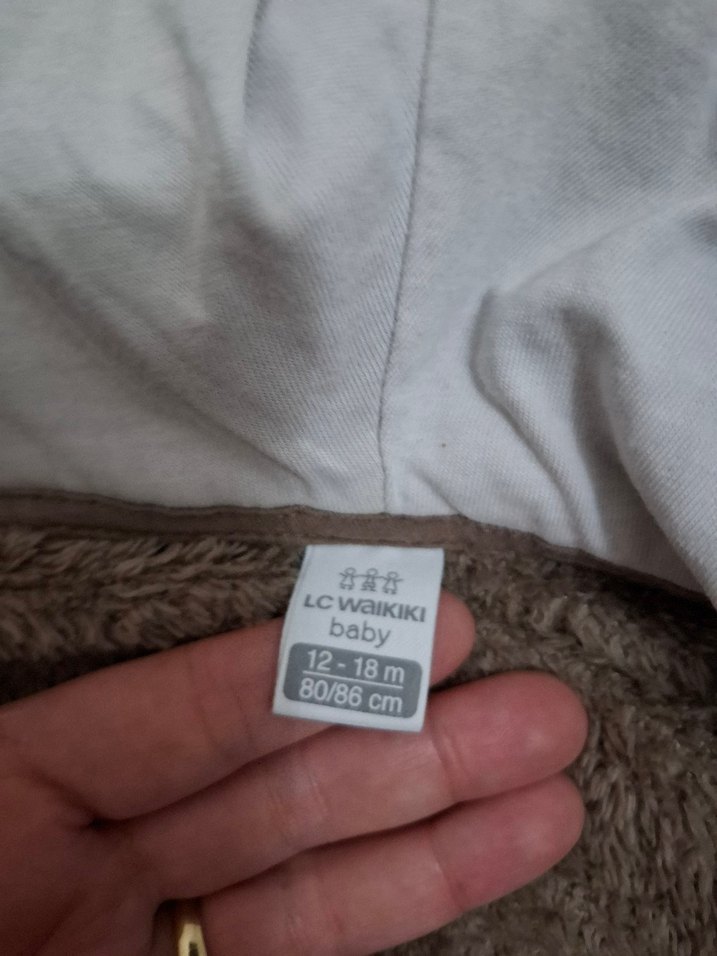 LC WAIKIKI
baby
12 - 18 m
80/86 cm